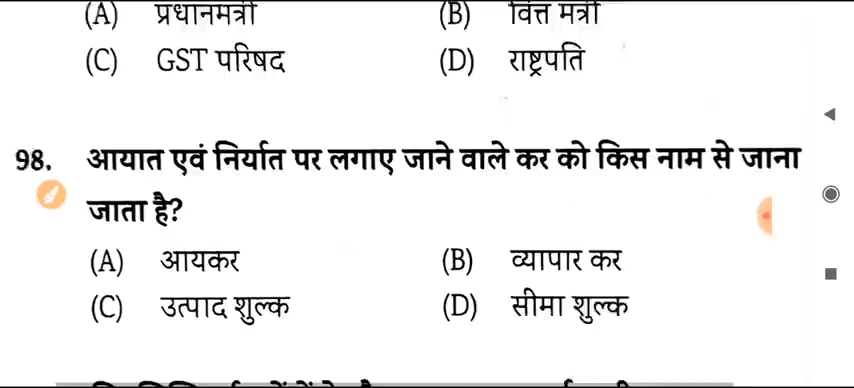 (A) प्रधानमंत्री (B) वित्त मंत्री
(C) GST परिषद (D) राष्ट्रपति
98. आयात एवं निर्यात पर लगाए जाने वाले कर को किस नाम से जाना
जाता है?
(A) आयकर (B) व्यापार कर
(C) उत्पाद शुल्क (D) सीमा शुल्क